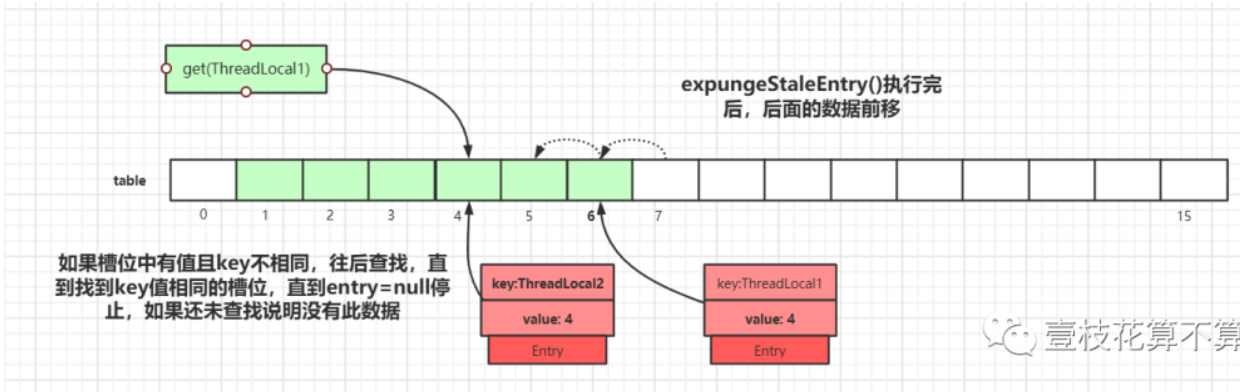 get(ThreadLocal1)
expungeStaleEntry()执行完
后，后面的数据前移
table
0 1 2 3 4 5 6 7 15
如果槽位中有值且key不相同，往后查找，直
到找到key值相同的槽位，直到entry=null停
止，如果还未查找说明没有此数据
key:ThreadLocal2
value: 4
Entry
key:ThreadLocal1
value: 4
Entry
壹枝花算不算